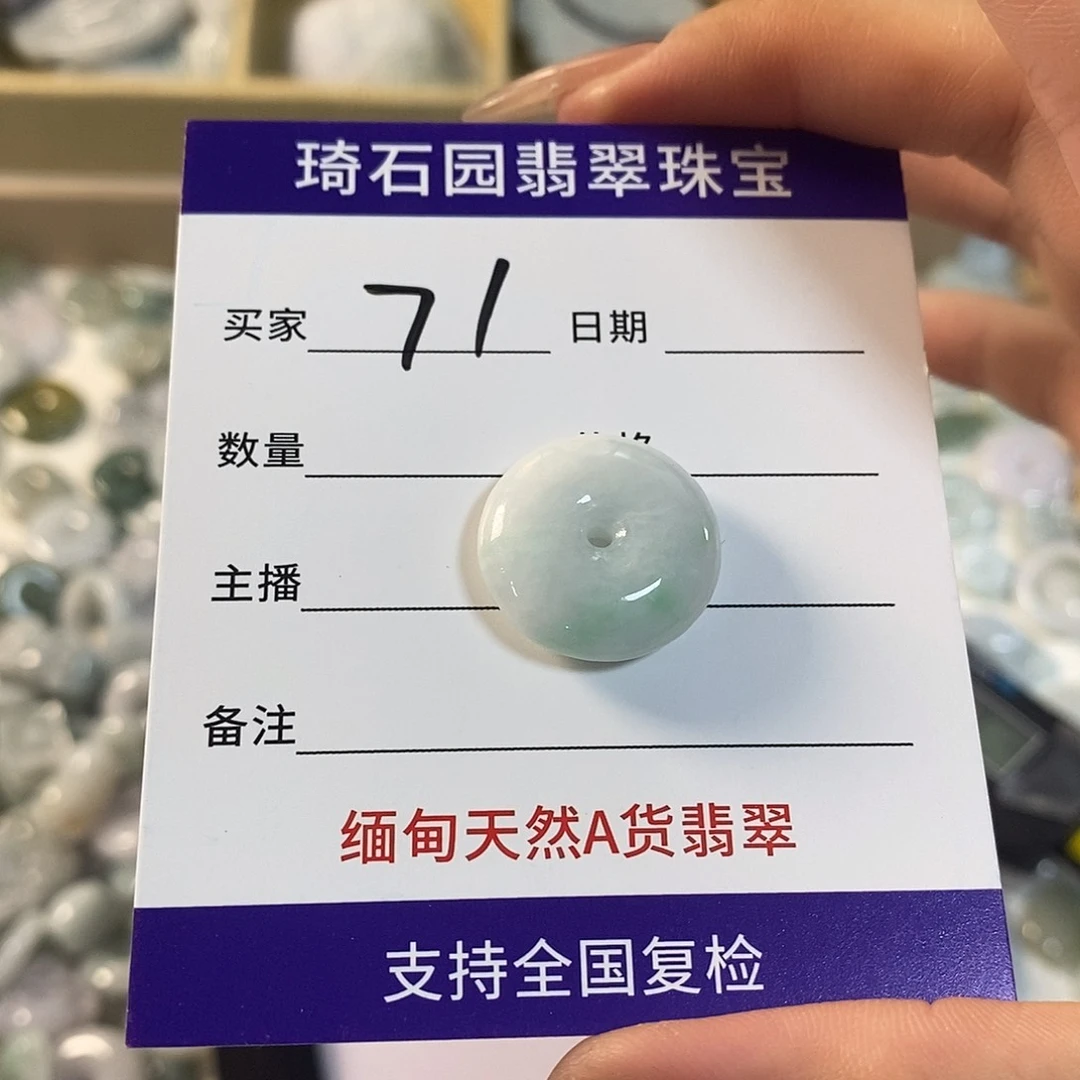 琦石园翡翠珠宝
买家 71 日期
数量
主播
备注
缅甸天然A货翡翠
支持全国复检